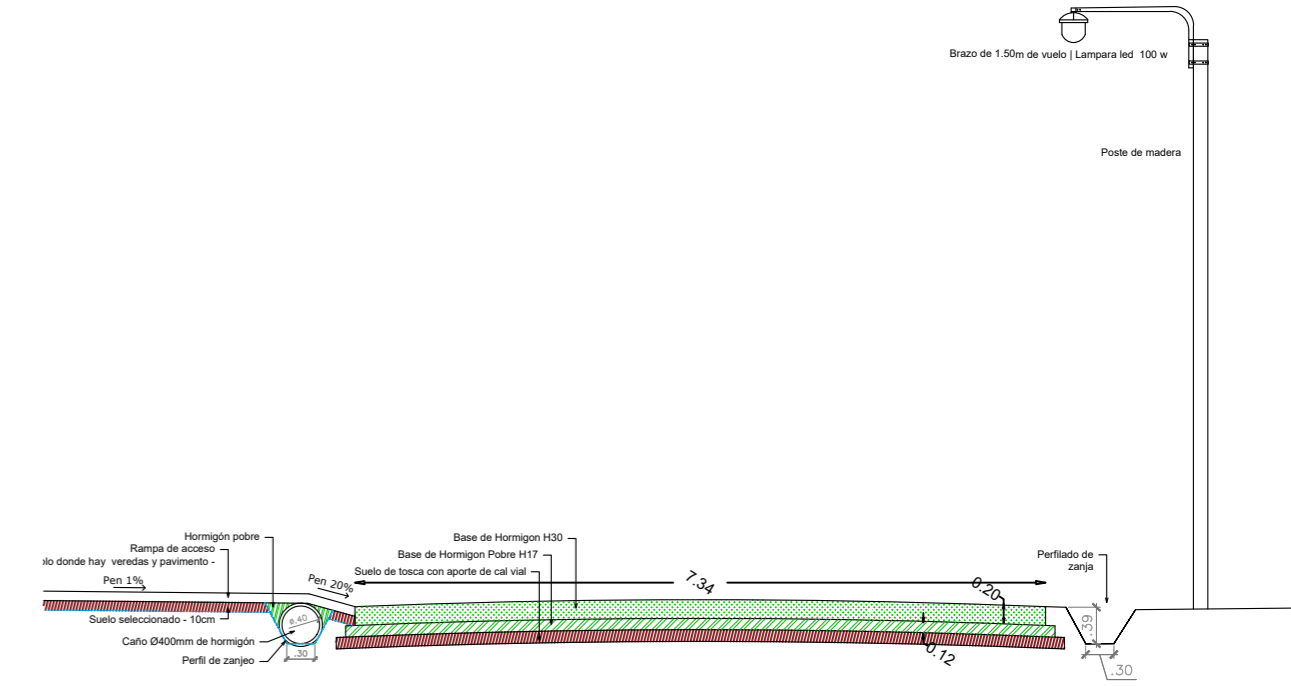 Brazo de 1.50m de vuelo | Lampara led 100 w
Poste de madera
Hormigón pobre
Rampa de acceso
olo donde hay veredas y pavimento -
Pen 1%
Suelo seleccionado - 10cm
Caño Ø400mm de hormigón
Perfil de zanjeo
ø.40
.30
Pen 20%
Base de Hormigon H30
Base de Hormigon Pobre H17
Suelo de tosca con aporte de cal vial
7.34
0.20
0.12
Perfilado de
zanja
.39
.30